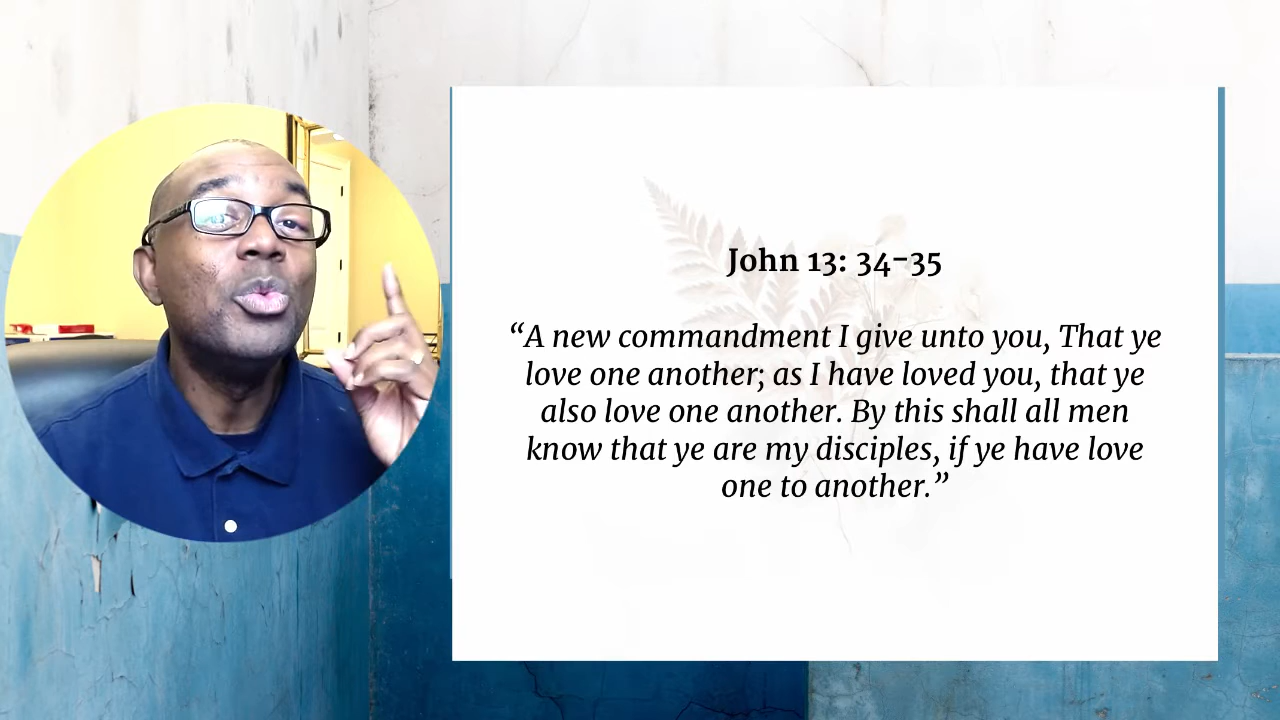 John 13: 34-35
“A new commandment I give unto you, That ye
love one another; as I have loved you, that ye
also love one another. By this shall all men
know that ye are my disciples, if ye have love
one to another.”